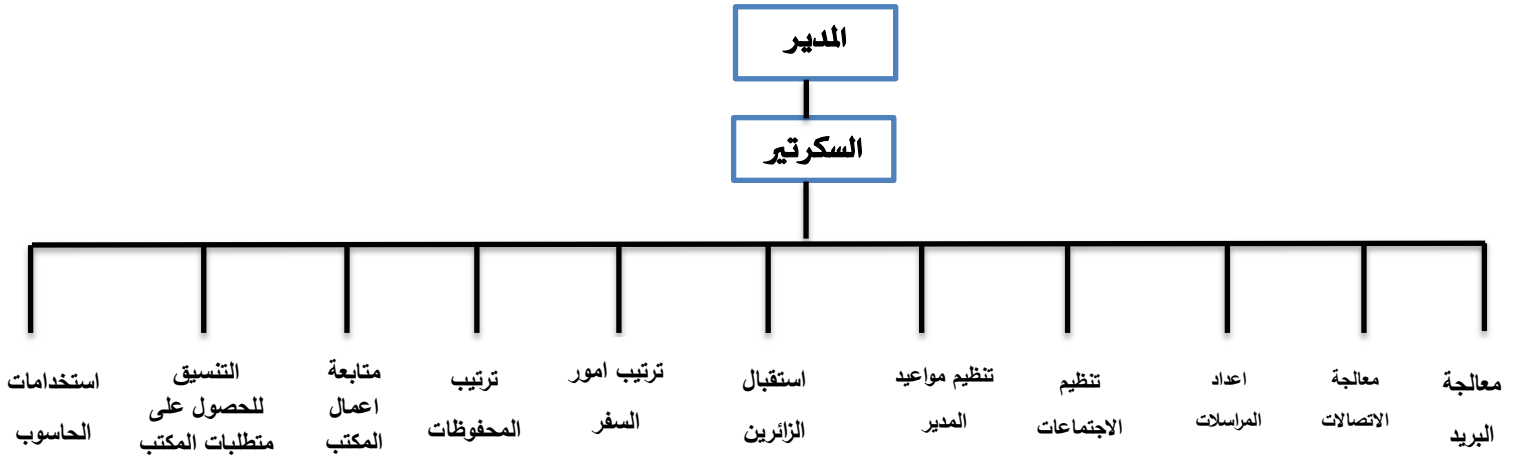 المدير
السكرتير
معالجة
البريد
معالجة
الاتصالات
اعداد
المراسلات
تنظيم
الاجتماعات
تنظيم مواعيد
المدير
استقبال
الزائرين
ترتيب امور
السفر
ترتيب
المحفوظات
متابعة
اعمال
المكتب
التنسيق
للحصول على
متطلبات المكتب
استخدامات
الحاسوب